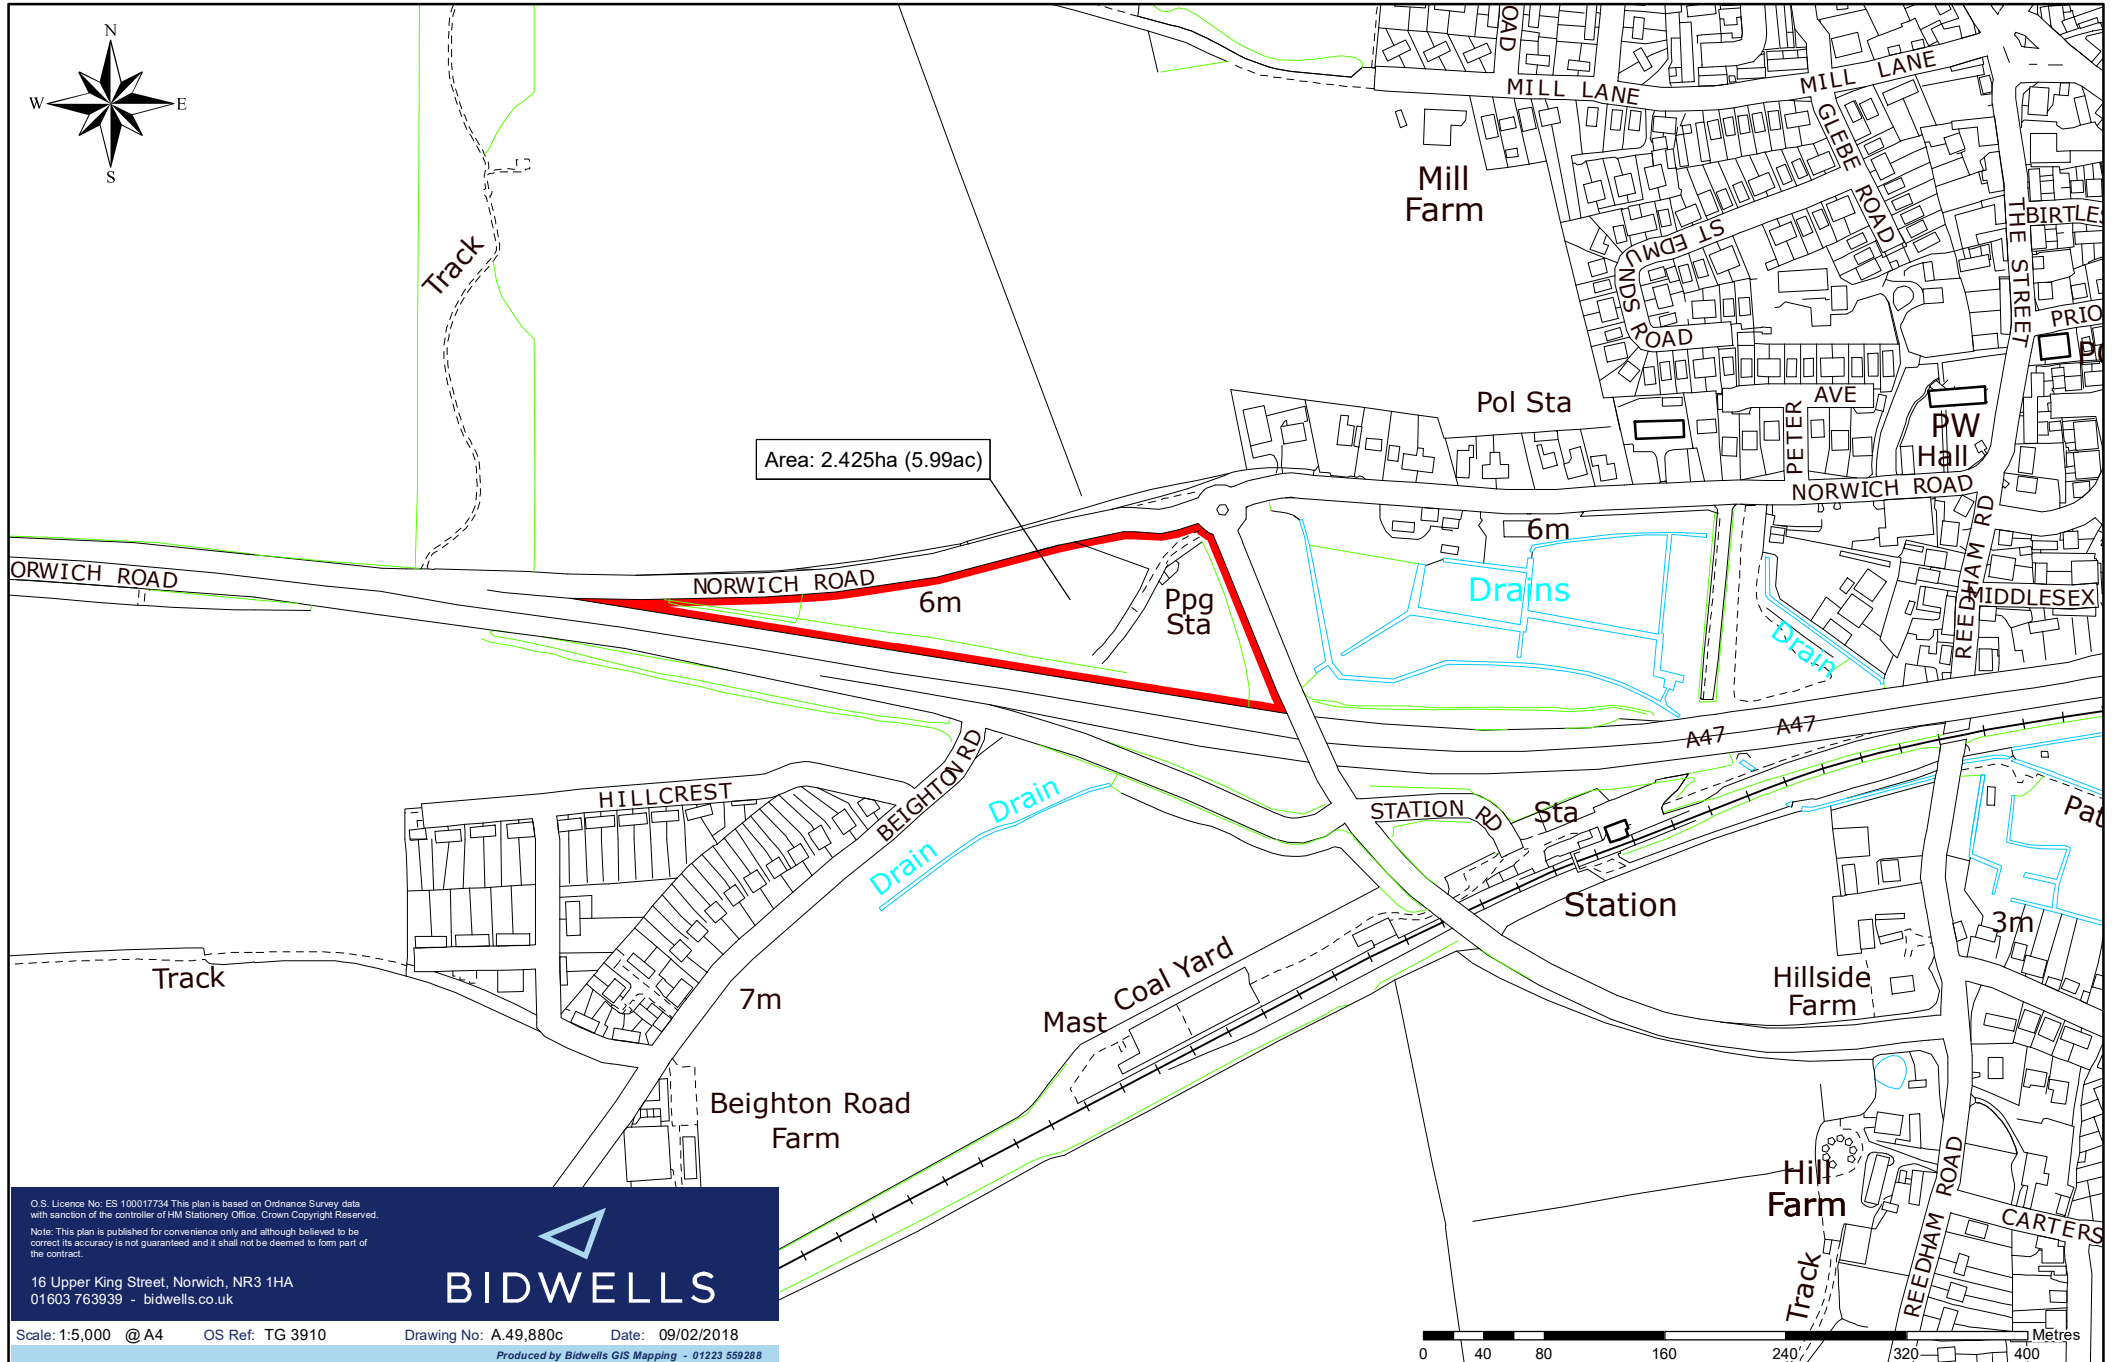 N
W
E
S
OAD
MILL LANE
MILL LANE
GLEBE ROAD
Mill
Farm
ST EDMUNDS ROAD
THE STREET
BIRTLES
PRIO
Track
Pol Sta
PETER
AVE
PW
Hall
Area: 2.425ha (5.99ac)
NORWICH ROAD
6m
ORWICH ROAD
NORWICH ROAD
6m
Ppg
Sta
Drains
Drain
REEDHAM RD
MIDDLESEX
A47
A47
HILLCREST
BEIGHTON RD
Drain
Drain
STATION RD
Sta
Station
Pat
3m
Track
7m
Coal Yard
Mast
Hillside
Farm
Beighton Road
Farm
Hill
Farm
REEDHAM ROAD
CARTERS
Track
O.S. Licence No: ES 100017734 This plan is based on Ordnance Survey data
with sanction of the controller of HM Stationery Office. Crown Copyright Reserved.
Note: This plan is published for convenience only and although believed to be
correct its accuracy is not guaranteed and it shall not be deemed to form part of
the contract.
16 Upper King Street, Norwich, NR3 1HA
01603 763939 - bidwells.co.uk
BIDWELLS
Scale: 1:5,000 @ A4 OS Ref: TG 3910 Drawing No: A.49,880c Date: 09/02/2018
Produced by Bidwells GIS Mapping - 01223 559288
Metres
0 40 80 160 240 320 400